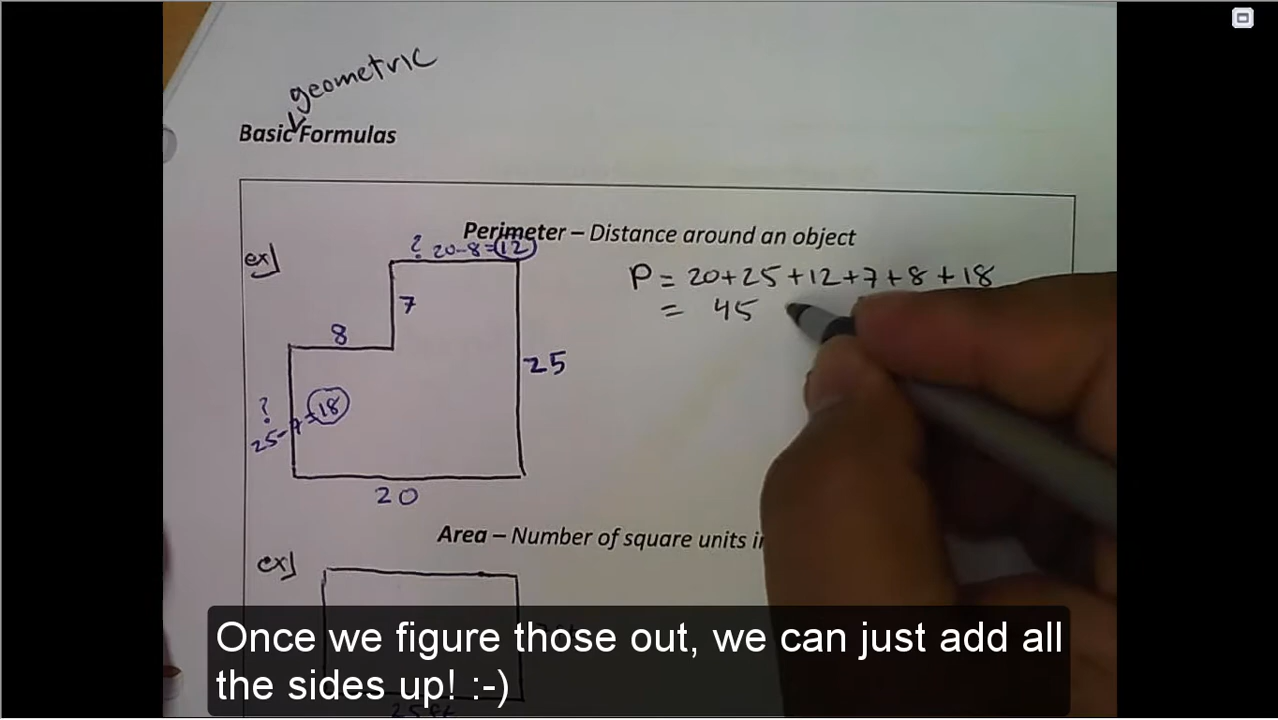 geometric
Basic Formulas
Perimeter – Distance around an object
ex)
? 20-8=12
P = 20+25+12+7+8+18
= 45
7
8
25
?
25-7=18
20
Area – Number of square units in
ex)
Once we figure those out, we can just add all
the sides up! :-)
25ft